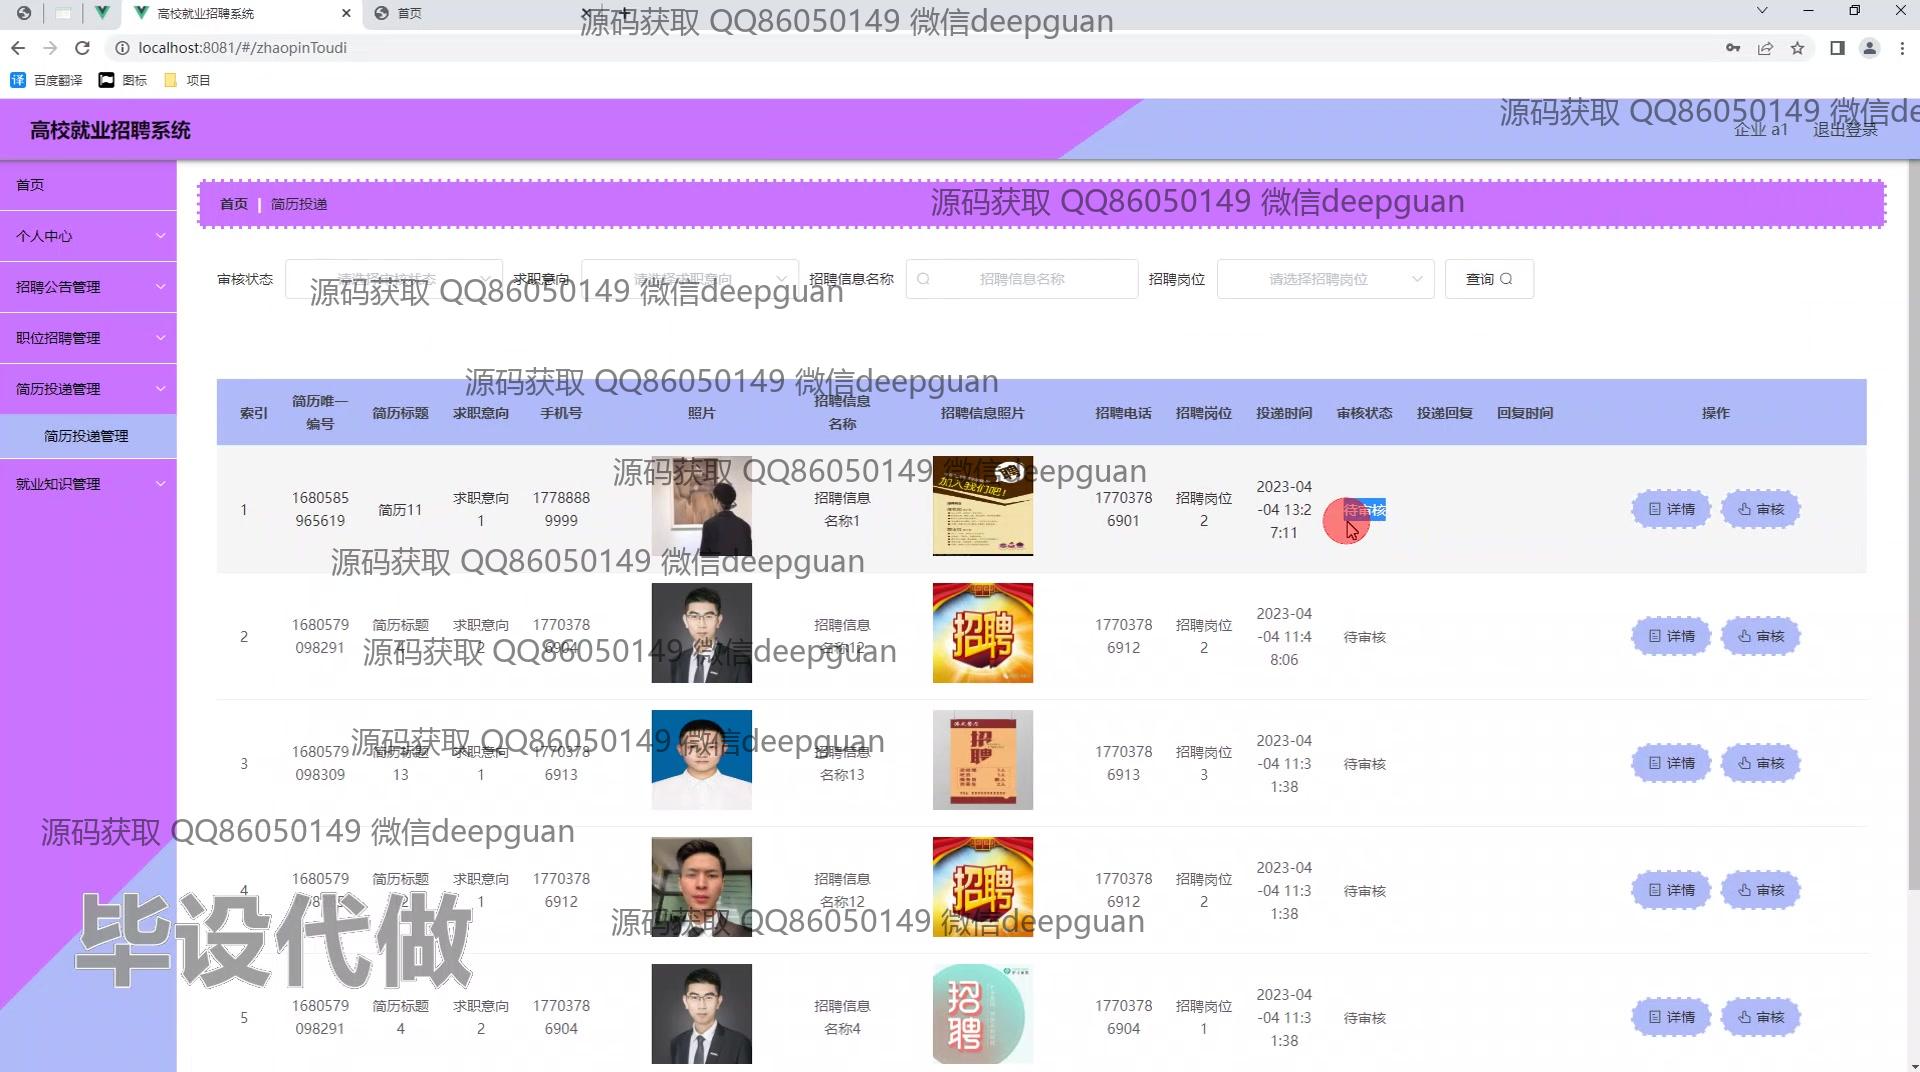 高校就业招聘系统
首页
localhost:8081/#/zhaopinToudi
百度翻译 图标 项目
源码获取 QQ86050149 微信deepguan
高校就业招聘系统
源码获取 QQ86050149 微信de
企业 a1 退出登录
首页
个人中心
招聘公告管理
职位招聘管理
简历投递管理
简历投递管理
就业知识管理
首页 | 简历投递
源码获取 QQ86050149 微信deepguan
审核状态 请选择审核状态 求职意向 请选择求职意向 招聘信息名称 招聘信息名称 招聘岗位 请选择招聘岗位 查询
源码获取 QQ86050149 微信deepguan
源码获取 QQ86050149 微信deepguan
索引 简历唯一编号 简历标题 求职意向 手机号 照片 招聘信息名称 招聘信息照片 招聘电话 招聘岗位 投递时间 审核状态 投递回复 回复时间 操作
源码获取 QQ86050149 微信deepguan
1 1680585965619 简历11 求职意向1 17788889999 招聘信息名称1 17703786901 招聘岗位2 2023-04-04 13:27:11 待审核 详情 审核
聘
加入我们吧!
源码获取 QQ86050149 微信deepguan
2 1680579098291 简历标题 求职意向2 17703786904 招聘信息名称12 17703786912 招聘岗位2 2023-04-04 11:48:06 待审核 详情 审核
招聘
源码获取 QQ86050149 微信deepguan
源码获取 QQ86050149 微信deepguan
3 1680579098309 简历标题13 求职意向1 17703786913 招聘信息名称13 17703786913 招聘岗位3 2023-04-04 11:31:38 待审核 详情 审核
招聘
源码获取 QQ86050149 微信deepguan
4 1680579 简历标题 求职意向1 17703786912 招聘信息名称12 17703786912 招聘岗位2 2023-04-04 11:31:38 待审核 详情 审核
招聘
源码获取 QQ86050149 微信deepguan
毕设代做
5 1680579098291 简历标题4 求职意向2 17703786904 招聘信息名称4 17703786904 招聘岗位1 2023-04-04 11:31:38 待审核 详情 审核
招聘